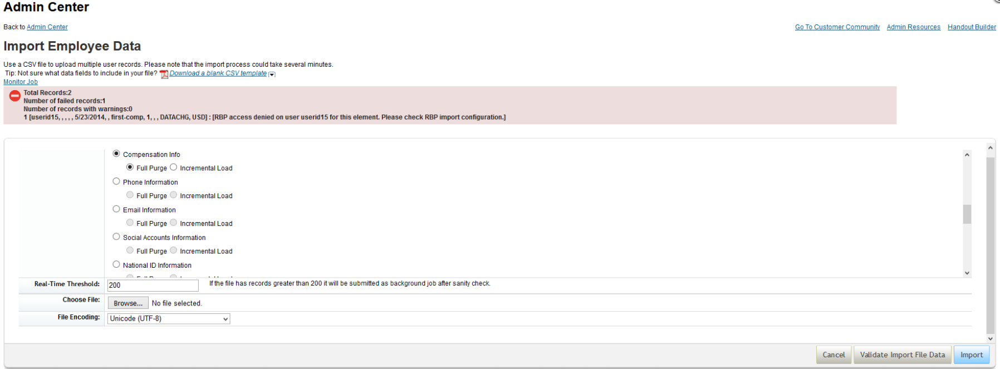 Admin Center
Back to Admin Center
Go To Customer Community Admin Resources Handout Builder
Import Employee Data
Use a CSV file to upload multiple user records. Please note that the import process could take several minutes.
Tip: Not sure what data fields to include in your file? Download a blank CSV template
Monitor Job
Total Records:2
Number of failed records:1
Number of records with warnings:0
1 [userid15, , , , , 5/23/2014, , first-comp, 1, , , DATACHG, USD] : [RBP access denied on user userid15 for this element. Please check RBP import configuration.]
Compensation Info
Full Purge Incremental Load
Phone Information
Full Purge Incremental Load
Email Information
Full Purge Incremental Load
Social Accounts Information
Full Purge Incremental Load
National ID Information
Real-Time Threshold: 200 If the file has records greater than 200 it will be submitted as background job after sanity check.
Choose File: Browse... No file selected.
File Encoding: Unicode (UTF-8)
Cancel Validate Import File Data Import